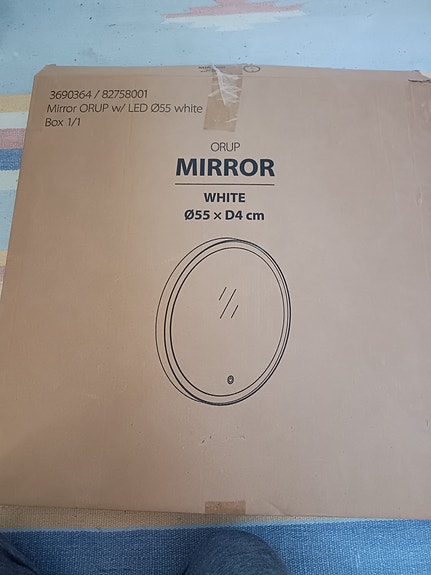 3690364 / 82758001
Mirror ORUP w/ LED Ø55 white
Box 1/1
ORUP
MIRROR
WHITE
Ø55 × D4 cm